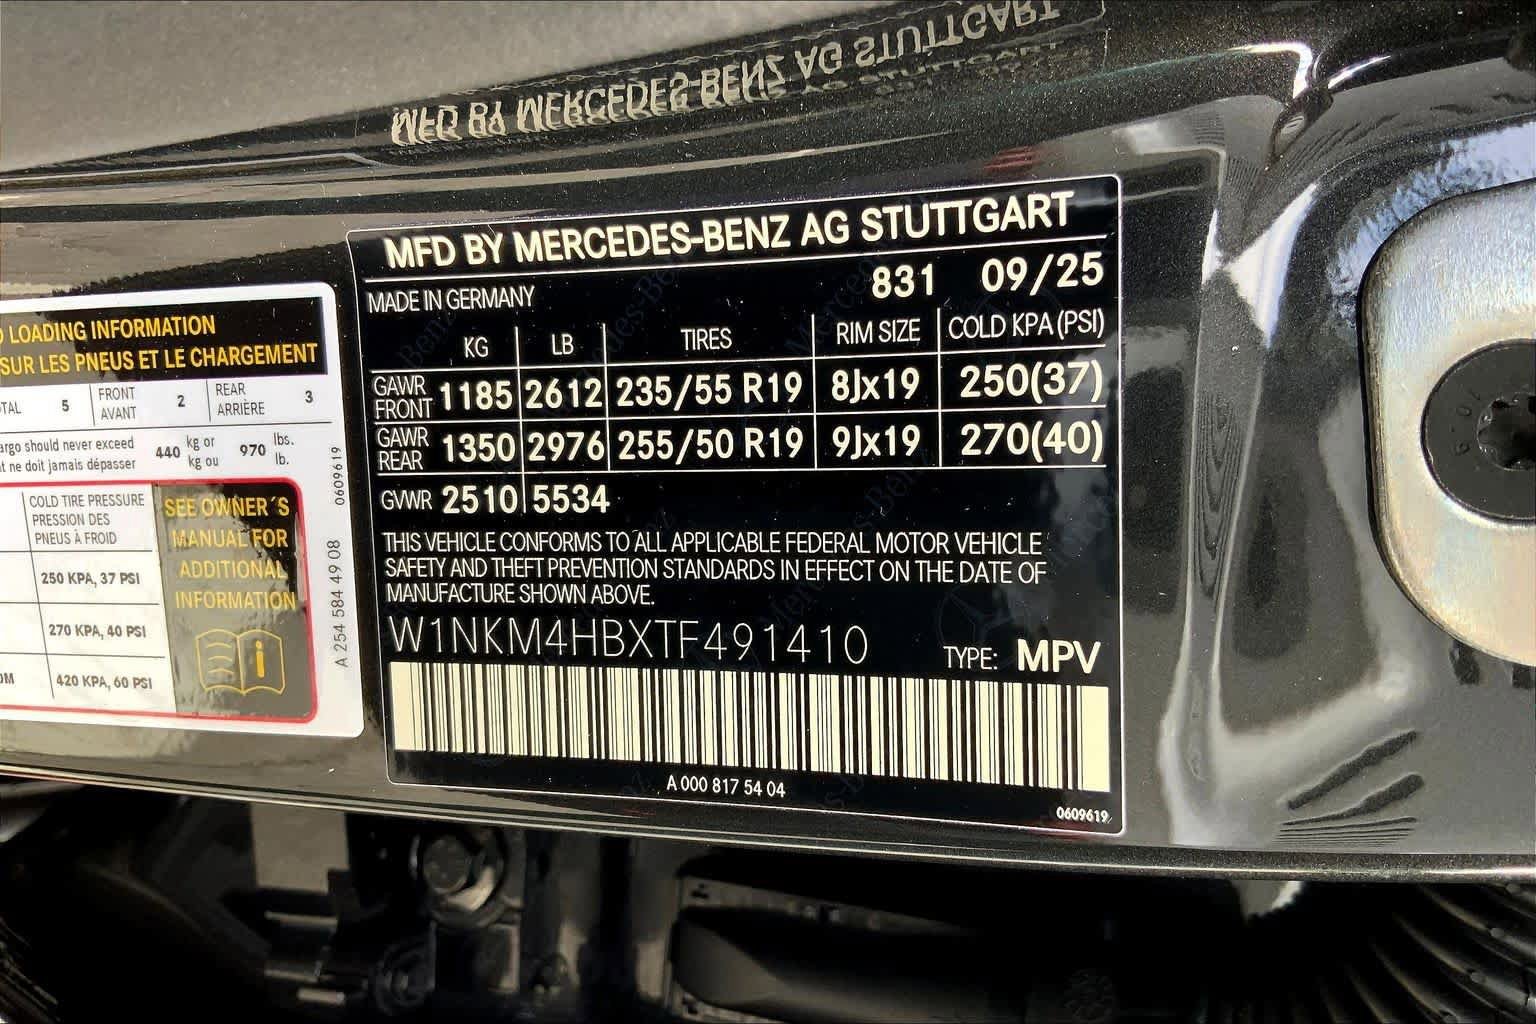 MFD BY MERCEDES-BENZ AG STUTTGART
MFD BY MERCEDES-BENZ AG STUTTGART
831 09/25
MADE IN GERMANY
KG LB TIRES RIM SIZE COLD KPA (PSI)
GAWR FRONT 1185 2612 235/55 R19 8Jx19 250(37)
GAWR REAR 1350 2976 255/50 R19 9Jx19 270(40)
GVWR 2510 5534
THIS VEHICLE CONFORMS TO ALL APPLICABLE FEDERAL MOTOR VEHICLE
SAFETY AND THEFT PREVENTION STANDARDS IN EFFECT ON THE DATE OF
MANUFACTURE SHOWN ABOVE.
W1NKM4HBXTF491410
TYPE: MPV
A 000 817 54 04
0609619
LOADING INFORMATION
SUR LES PNEUS ET LE CHARGEMENT
5 FRONT AVANT 2 REAR ARRIÈRE 3
should never exceed
ne doit jamais dépasser
440 kg or kg ou 970 lbs. lb.
COLD TIRE PRESSURE
PRESSION DES
PNEUS À FROID
250 KPA, 37 PSI
270 KPA, 40 PSI
420 KPA, 60 PSI
SEE OWNER´S
MANUAL FOR
ADDITIONAL
INFORMATION
i
0609619
A 254 584 49 08
10.9